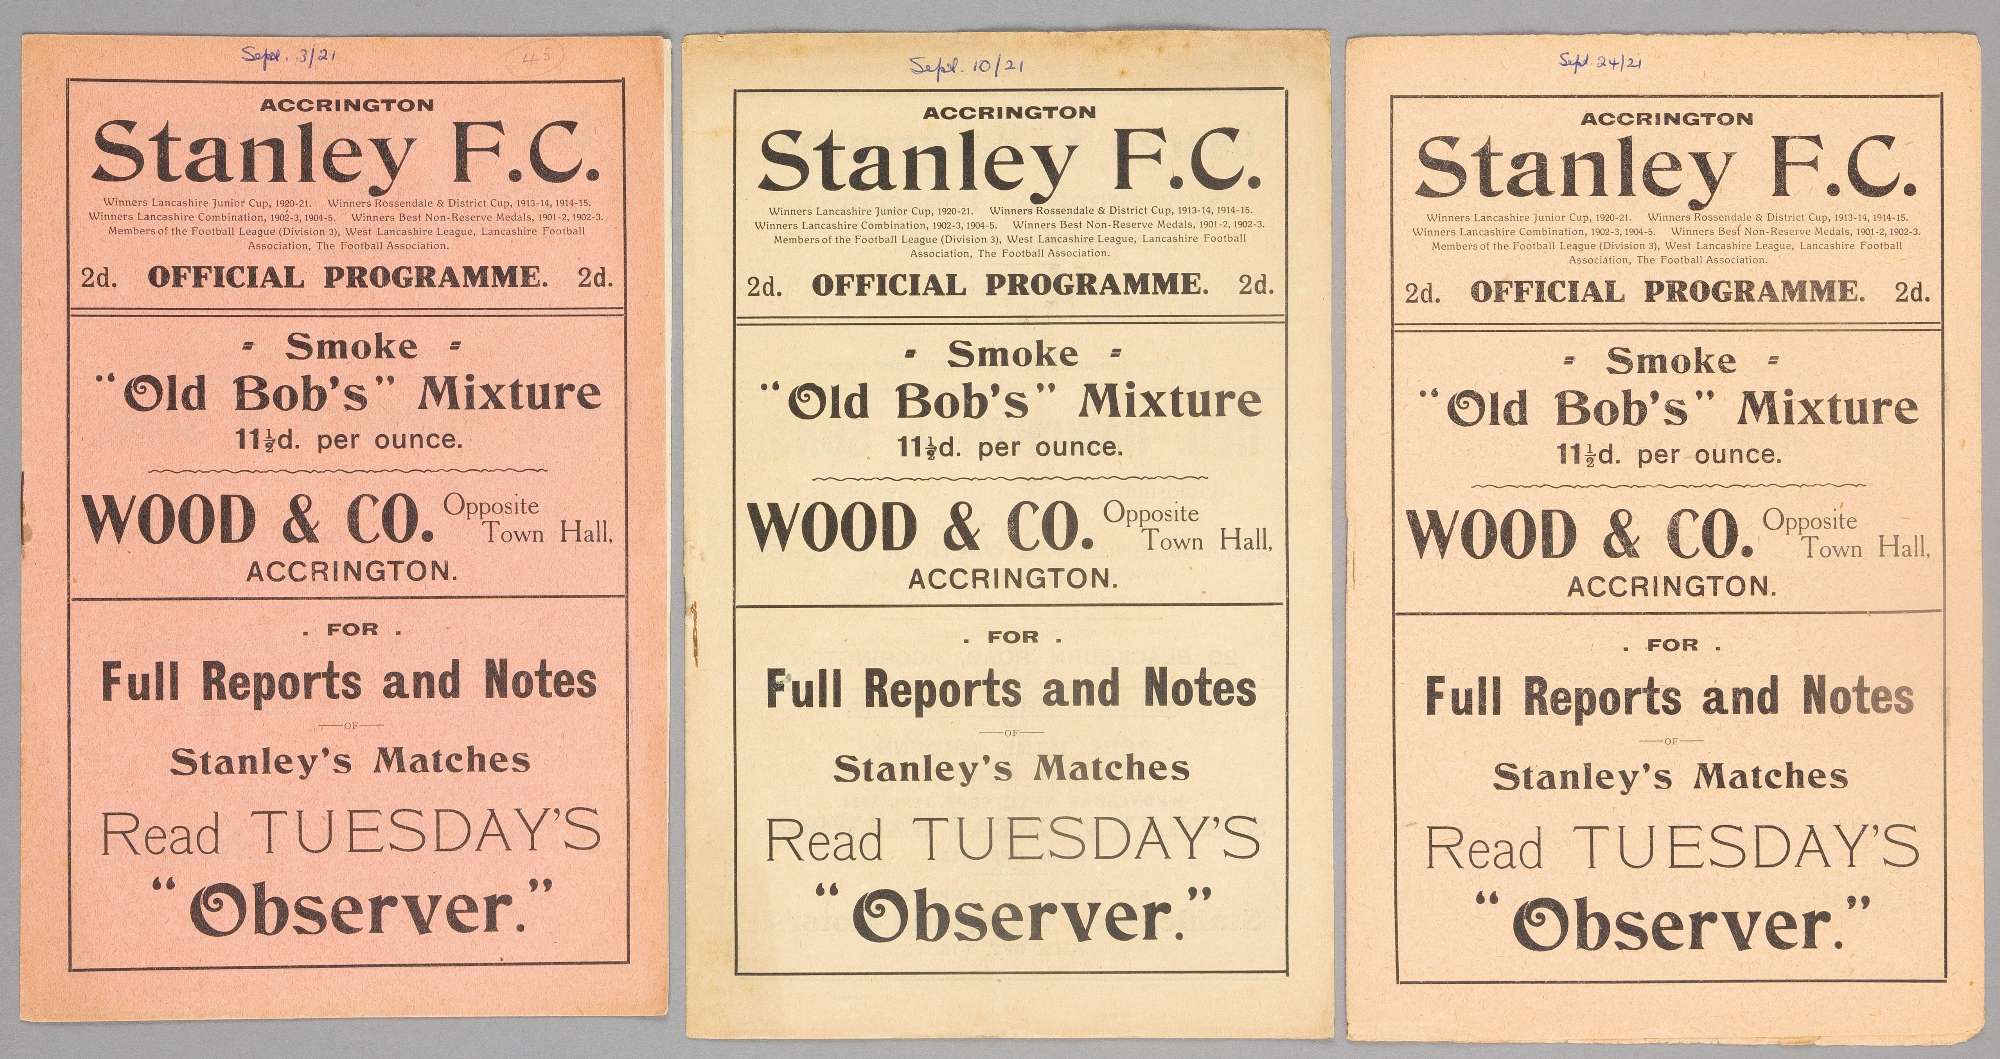 Sept. 3/21
45
ACCRINGTON
Stanley F.C.
Winners Lancashire Junior Cup, 1920-21. Winners Rossendale & District Cup, 1913-14, 1914-15.
Winners Lancashire Combination, 1902-3, 1904-5. Winners Best Non-Reserve Medals, 1901-2, 1902-3.
Members of the Football League (Division 3), West Lancashire League, Lancashire Football
Association, The Football Association.
2d. OFFICIAL PROGRAMME. 2d.
Smoke
"Old Bob's" Mixture
11½d. per ounce.
WOOD & CO. Opposite
Town Hall,
ACCRINGTON.
. FOR .
Full Reports and Notes
—OF—
Stanley's Matches
Read TUESDAY'S
"Observer."
Sept. 10/21
ACCRINGTON
Stanley F.C.
Winners Lancashire Junior Cup, 1920-21. Winners Rossendale & District Cup, 1913-14, 1914-15.
Winners Lancashire Combination, 1902-3, 1904-5. Winners Best Non-Reserve Medals, 1901-2, 1902-3.
Members of the Football League (Division 3), West Lancashire League, Lancashire Football
Association, The Football Association.
2d. OFFICIAL PROGRAMME. 2d.
Smoke
"Old Bob's" Mixture
11½d. per ounce.
WOOD & CO. Opposite
Town Hall,
ACCRINGTON.
. FOR .
Full Reports and Notes
—OF—
Stanley's Matches
Read TUESDAY'S
"Observer."
Sept 24/21
ACCRINGTON
Stanley F.C.
Winners Lancashire Junior Cup, 1920-21. Winners Rossendale & District Cup, 1913-14, 1914-15.
Winners Lancashire Combination, 1902-3, 1904-5. Winners Best Non-Reserve Medals, 1901-2, 1902-3.
Members of the Football League (Division 3), West Lancashire League, Lancashire Football
Association, The Football Association.
2d. OFFICIAL PROGRAMME. 2d.
Smoke
"Old Bob's" Mixture
11½d. per ounce.
WOOD & CO. Opposite
Town Hall,
ACCRINGTON.
. FOR .
Full Reports and Notes
—OF—
Stanley's Matches
Read TUESDAY'S
"Observer."